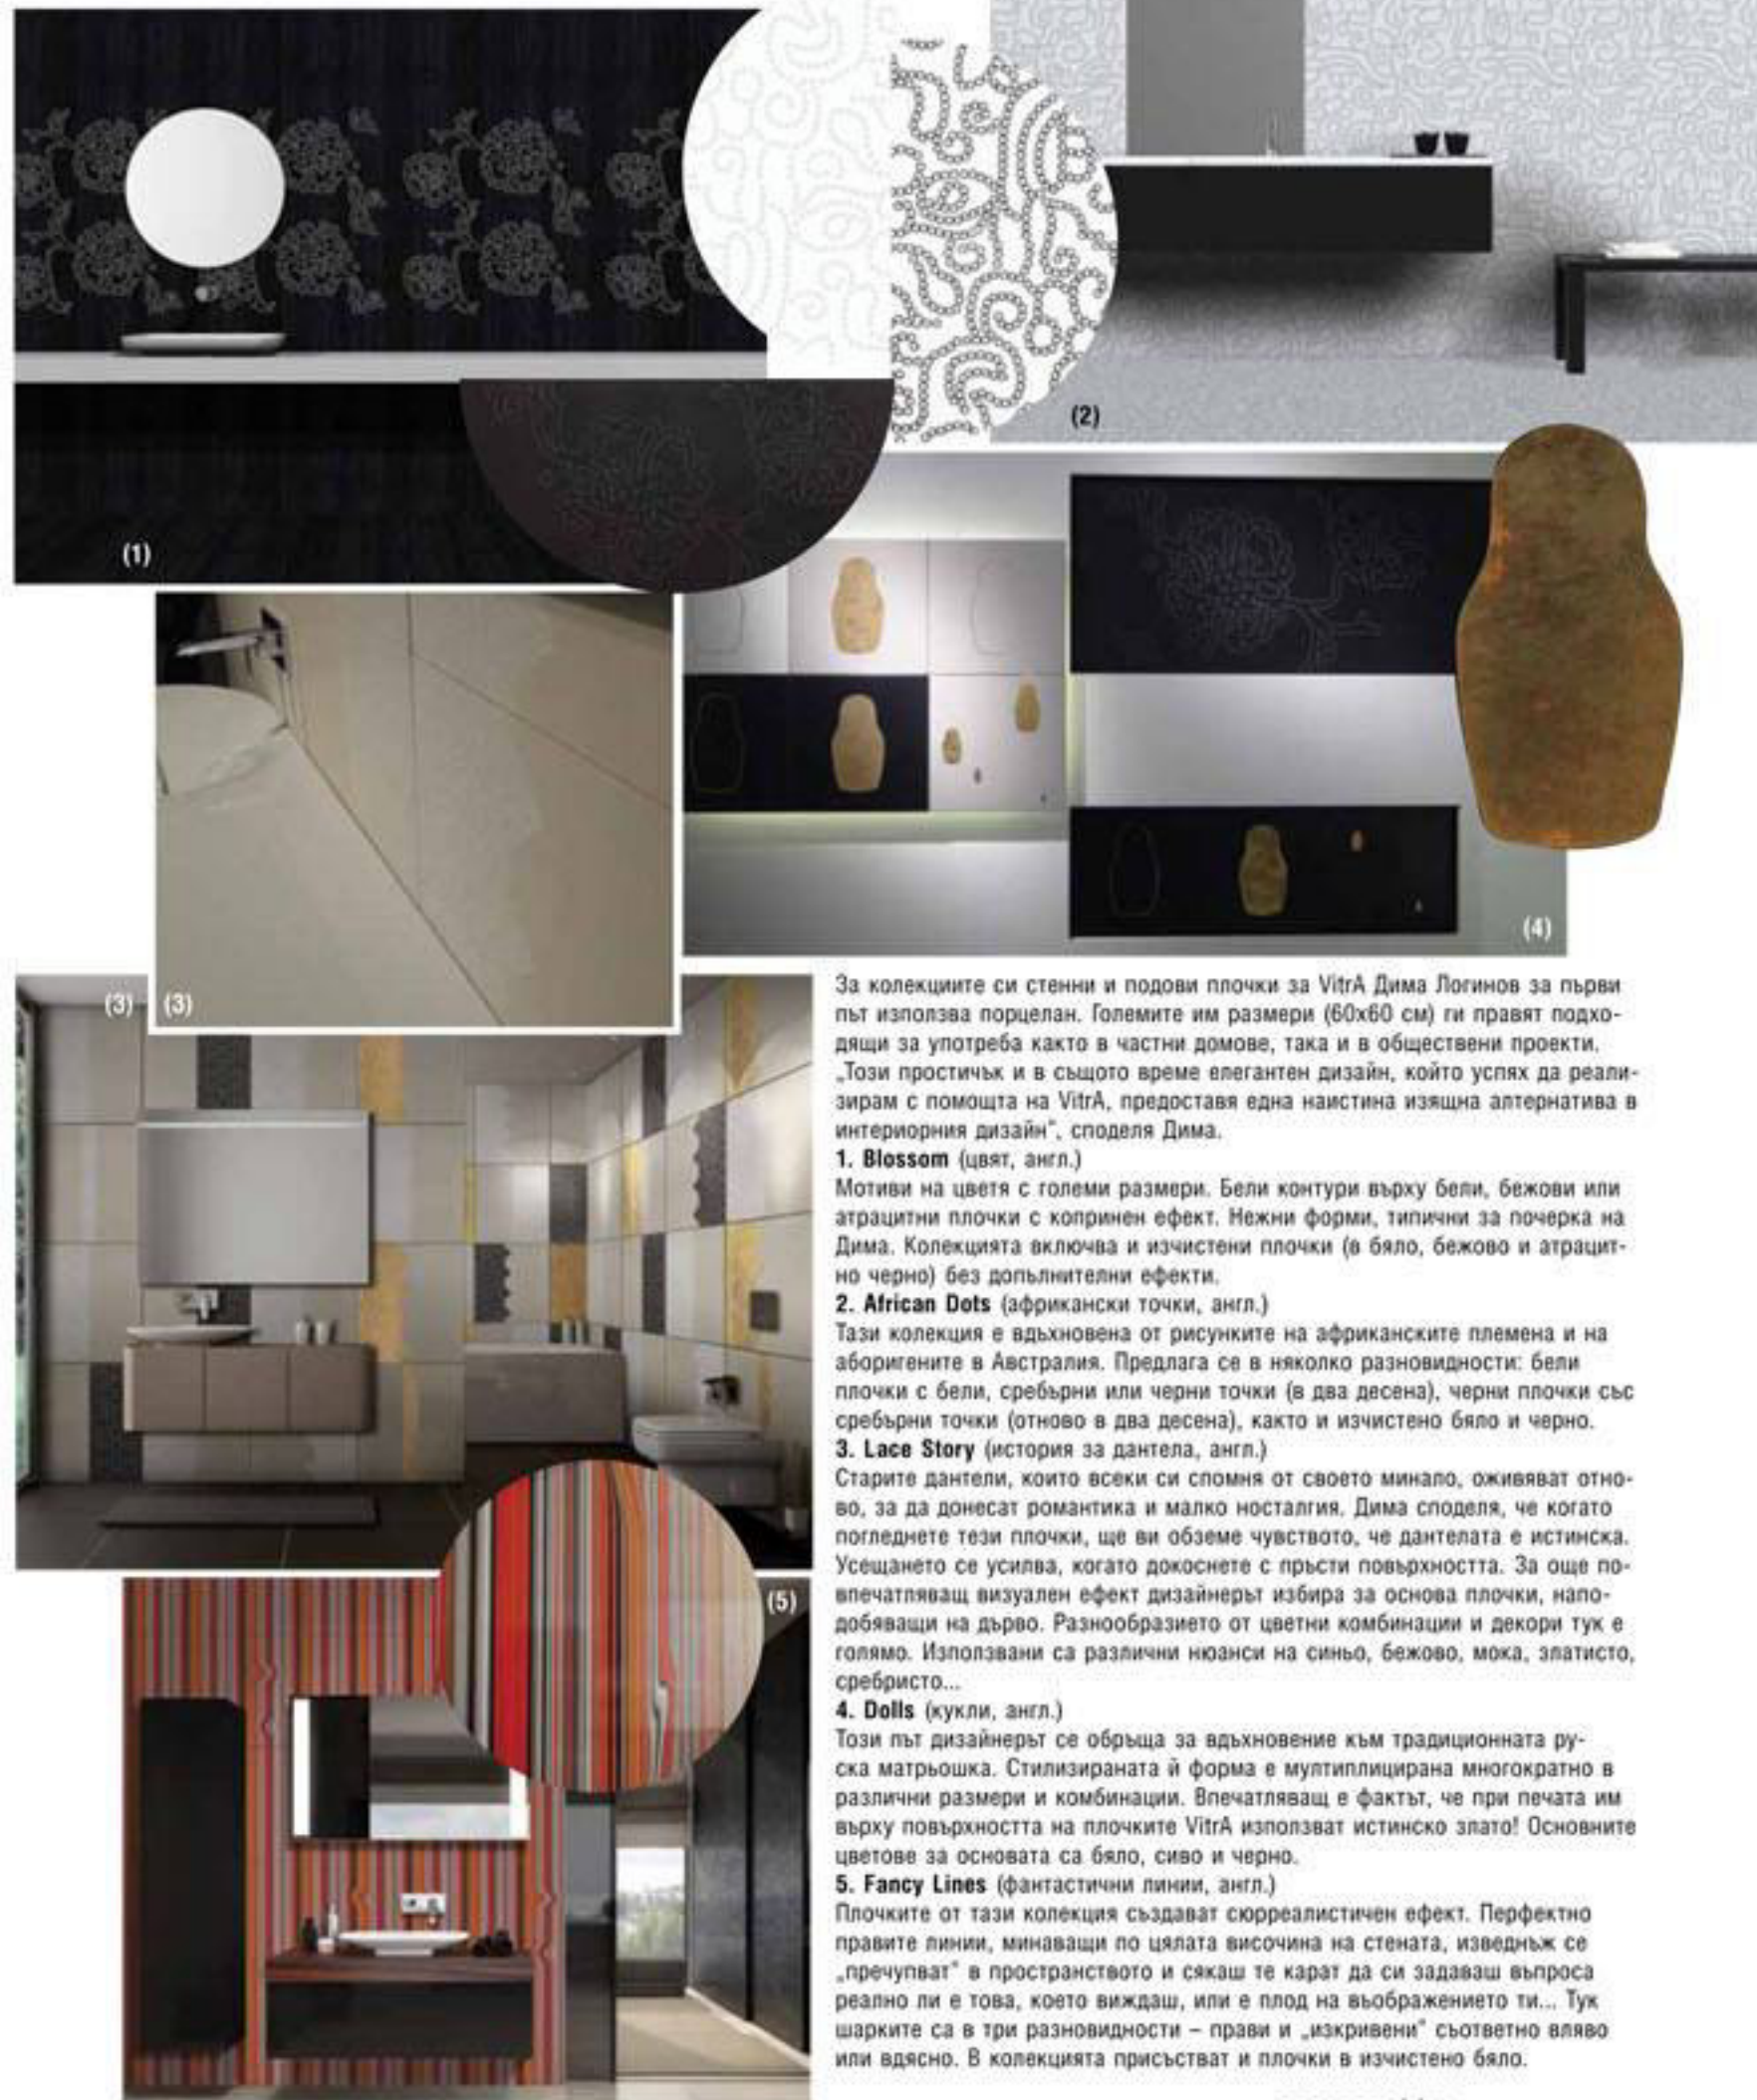 (1)
(2)
(3)
(3)
(4)
(5)
За колекциите си стенни и подови плочки за VitrA Дима Логинов за първи
път използва порцелан. Големите им размери (60x60 см) ги правят подхо-
дящи за употреба както в частни домове, така и в обществени проекти.
„Този простичък и в същото време елегантен дизайн, който успях да реали-
зирам с помощта на VitrA, предоставя една наистина изящна алтернатива в
интериорния дизайн", споделя Дима.
1. Blossom (цвят, англ.)
Мотиви на цветя с големи размери. Бели контури върху бели, бежови или
атрацитни плочки с копринен ефект. Нежни форми, типични за почерка на
Дима. Колекцията включва и изчистени плочки (в бяло, бежово и атрацит-
но черно) без допълнителни ефекти.
2. African Dots (африкански точки, англ.)
Тази колекция е вдъхновена от рисунките на африканските племена и на
аборигените в Австралия. Предлага се в няколко разновидности: бели
плочки с бели, сребърни или черни точки (в два десена), черни плочки със
сребърни точки (отново в два десена), както и изчистено бяло и черно.
3. Lace Story (история за дантела, англ.)
Старите дантели, които всеки си спомня от своето минало, оживяват отно-
во, за да донесат романтика и малко носталгия. Дима споделя, че когато
погледнете тези плочки, ще ви обземе чувството, че дантелата е истинска.
Усещането се усилва, когато докоснете с пръсти повърхността. За още по-
впечатляващ визуален ефект дизайнерът избира за основа плочки, напо-
добяващи на дърво. Разнообразието от цветни комбинации и декори тук е
голямо. Използвани са различни нюанси на синьо, бежово, мока, златисто,
сребристо...
4. Dolls (кукли, англ.)
Този път дизайнерът се обръща за вдъхновение към традиционната ру-
ска матрьошка. Стилизираната й форма е мултиплицирана многократно в
различни размери и комбинации. Впечатляващ е фактът, че при печата им
върху повърхността на плочките VitrA използват истинско злато! Основните
цветове за основата са бяло, сиво и черно.
5. Fancy Lines (фантастични линии, англ.)
Плочките от тази колекция създават сюрреалистичен ефект. Перфектно
правите линии, минаващи по цялата височина на стената, изведнъж се
„пречупват" в пространството и сякаш те карат да си задаваш въпроса
реално ли е това, което виждаш, или е плод на въображението ти... Тук
шарките са в три разновидности – прави и „изкривени" съответно вляво
или вдясно. В колекцията присъстват и плочки в изчистено бяло.